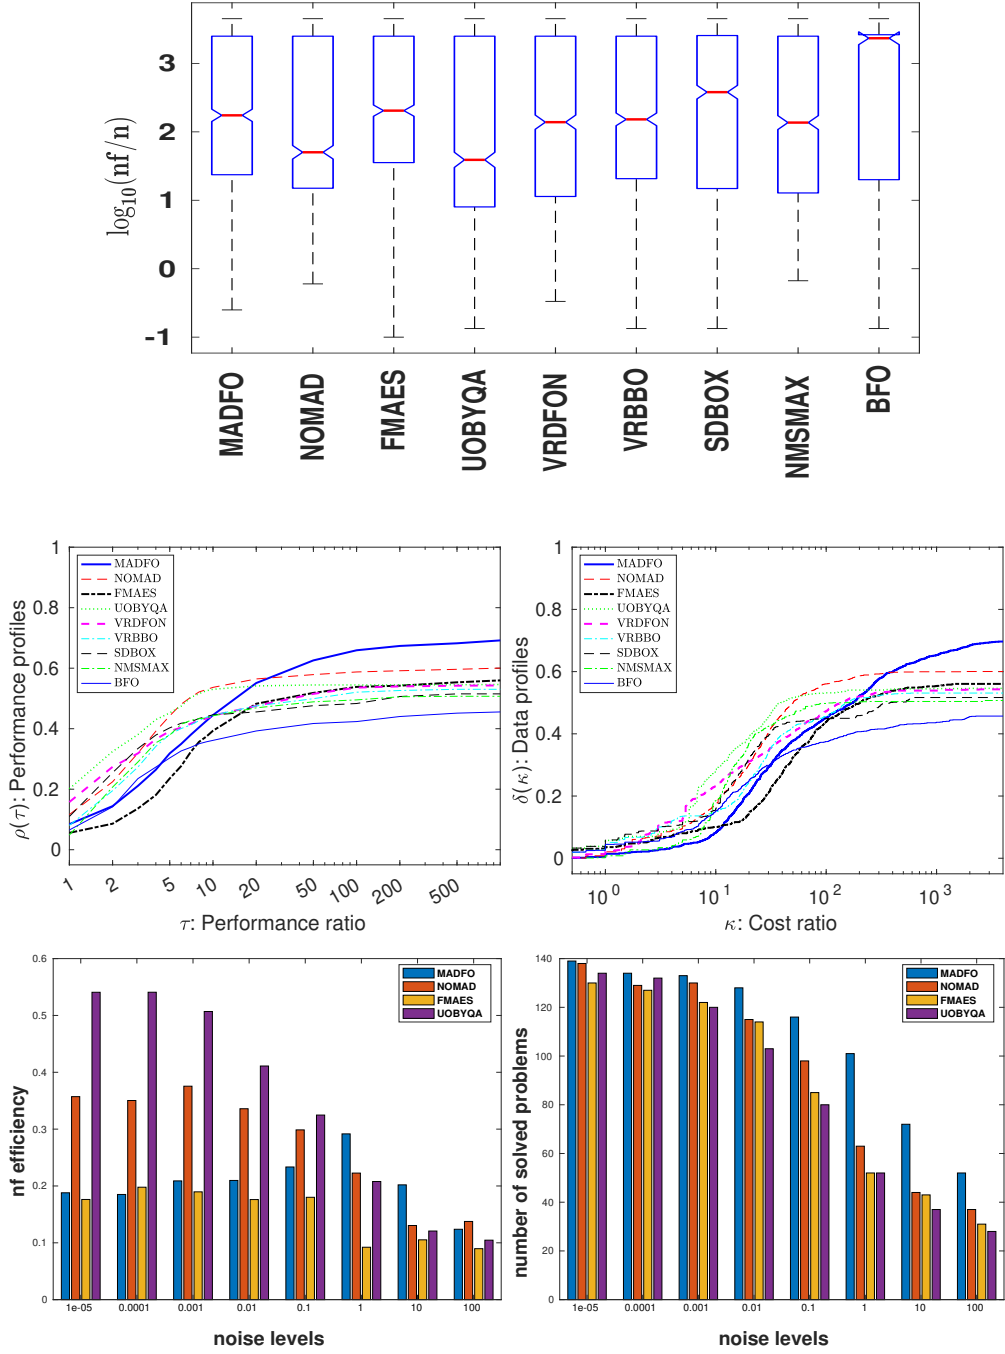 3
2
1
0
-1
log10(nf/n)
MADFO
NOMAD
FMAES
UOBYQA
VRDFON
VRBBO
SDBOX
NMSMAX
BFO
1
0.8
0.6
0.4
0.2
0
ρ(τ): Performance profiles
MADFO
NOMAD
FMAES
UOBYQA
VRDFON
VRBBO
SDBOX
NMSMAX
BFO
1 2 5 10 20 50 100 200 500
τ: Performance ratio
1
0.8
0.6
0.4
0.2
0
δ(κ): Data profiles
MADFO
NOMAD
FMAES
UOBYQA
VRDFON
VRBBO
SDBOX
NMSMAX
BFO
10^0 10^1 10^2 10^3
κ: Cost ratio
0.6
0.5
0.4
0.3
0.2
0.1
0
nf efficiency
MADFO
NOMAD
FMAES
UOBYQA
1e-05 0.0001 0.001 0.01 0.1 1 10 100
noise levels
140
120
100
80
60
40
20
0
number of solved problems
MADFO
NOMAD
FMAES
UOBYQA
1e-05 0.0001 0.001 0.01 0.1 1 10 100
noise levels